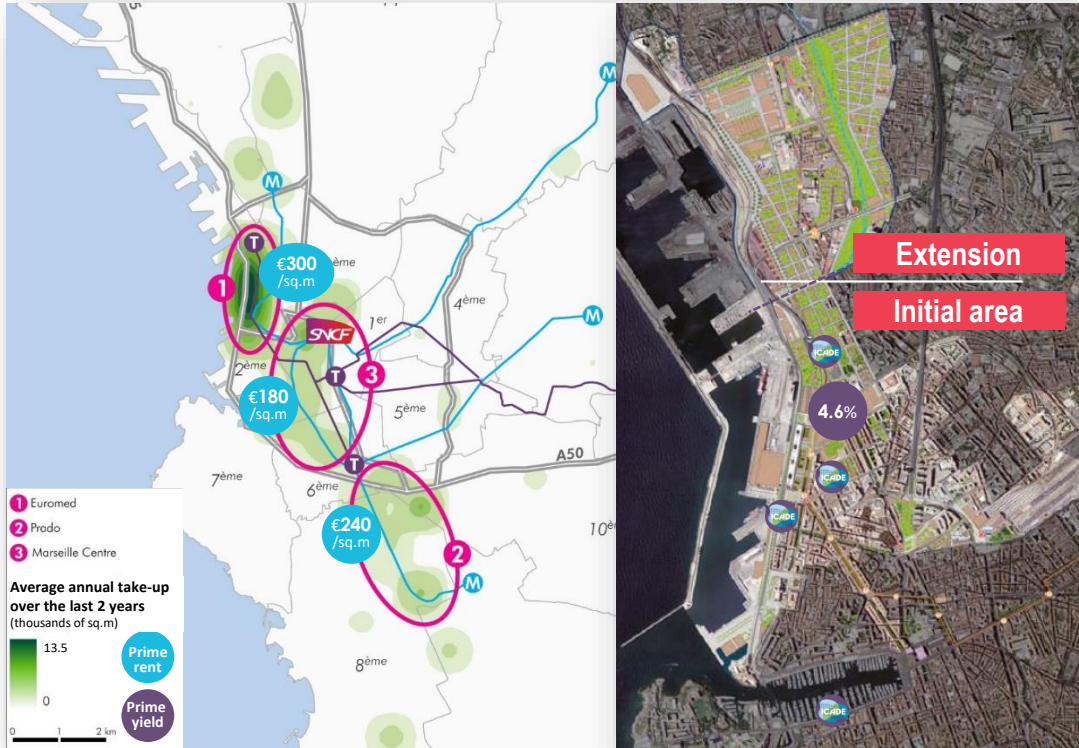 M
T
€300
/sq.m
ème
1
SNCF
1er
4ème
M
2ème
T
3
€180
/sq.m
5ème
T
A50
7ème
6ème
€240
/sq.m
10è
2
M
8ème
1 Euromed
2 Prado
3 Marseille Centre
Average annual take-up
over the last 2 years
(thousands of sq.m)
13.5
0
Prime
rent
Prime
yield
0 1 2 km
M
Extension
Initial area
ICADE
4.6%
ICADE
ICADE
ICADE